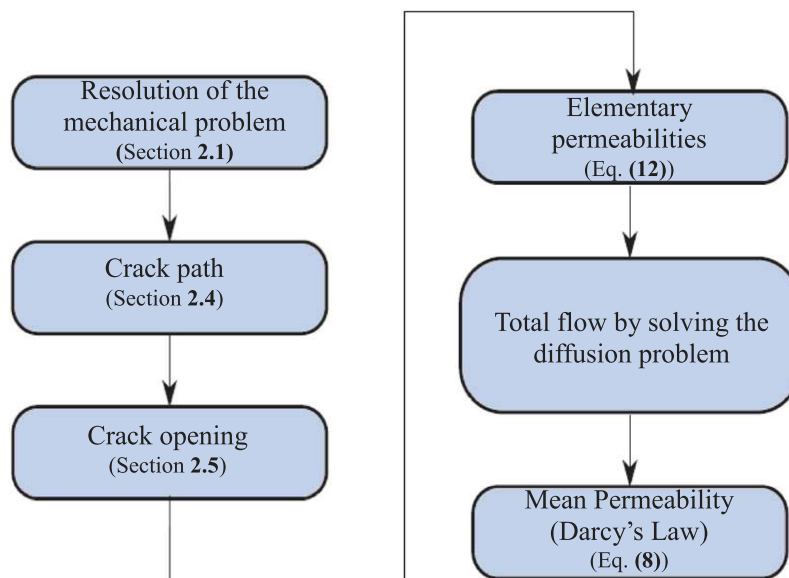 Resolution of the
mechanical problem
(Section 2.1)
Crack path
(Section 2.4)
Crack opening
(Section 2.5)
Elementary
permeabilities
(Eq. (12))
Total flow by solving the
diffusion problem
Mean Permeability
(Darcy’s Law)
(Eq. (8))